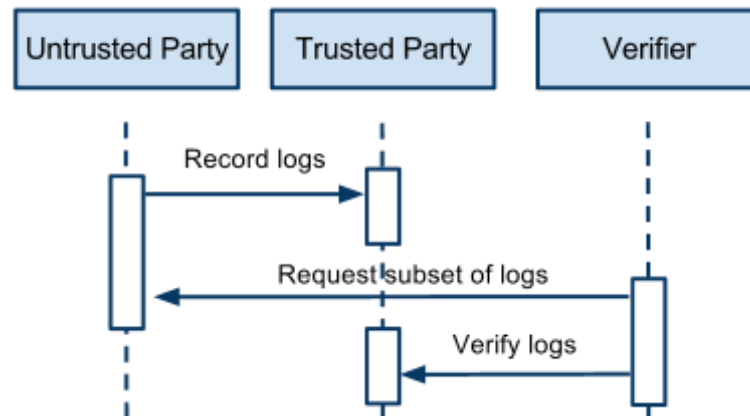 Untrusted Party
Trusted Party
Verifier
Record logs
Request subset of logs
Verify logs